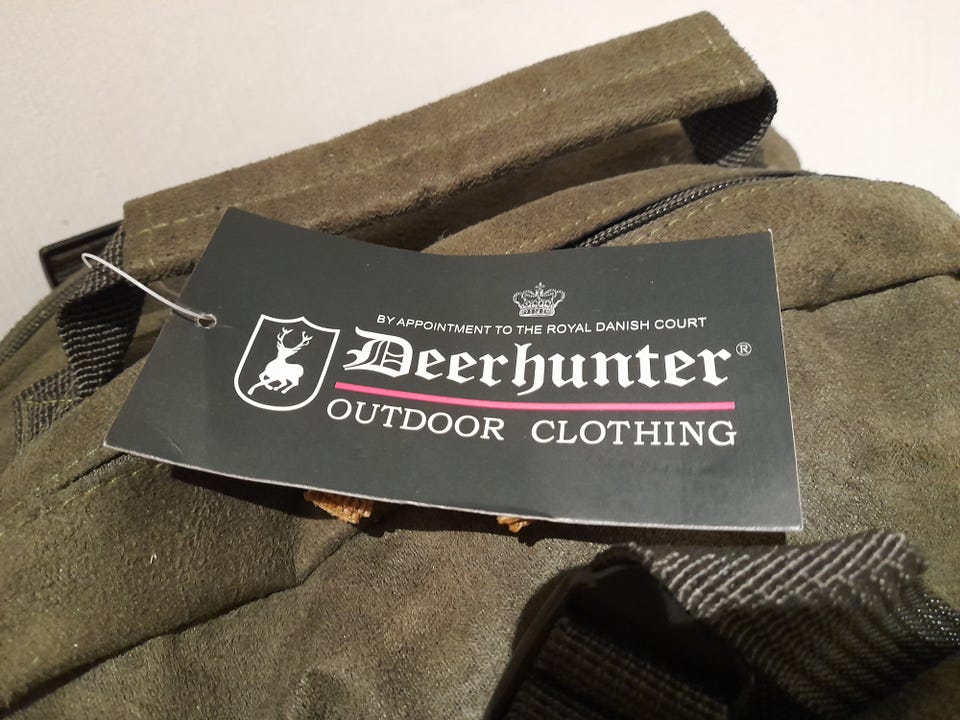 BY APPOINTMENT TO THE ROYAL DANISH COURT
Deerhunter®
OUTDOOR CLOTHING